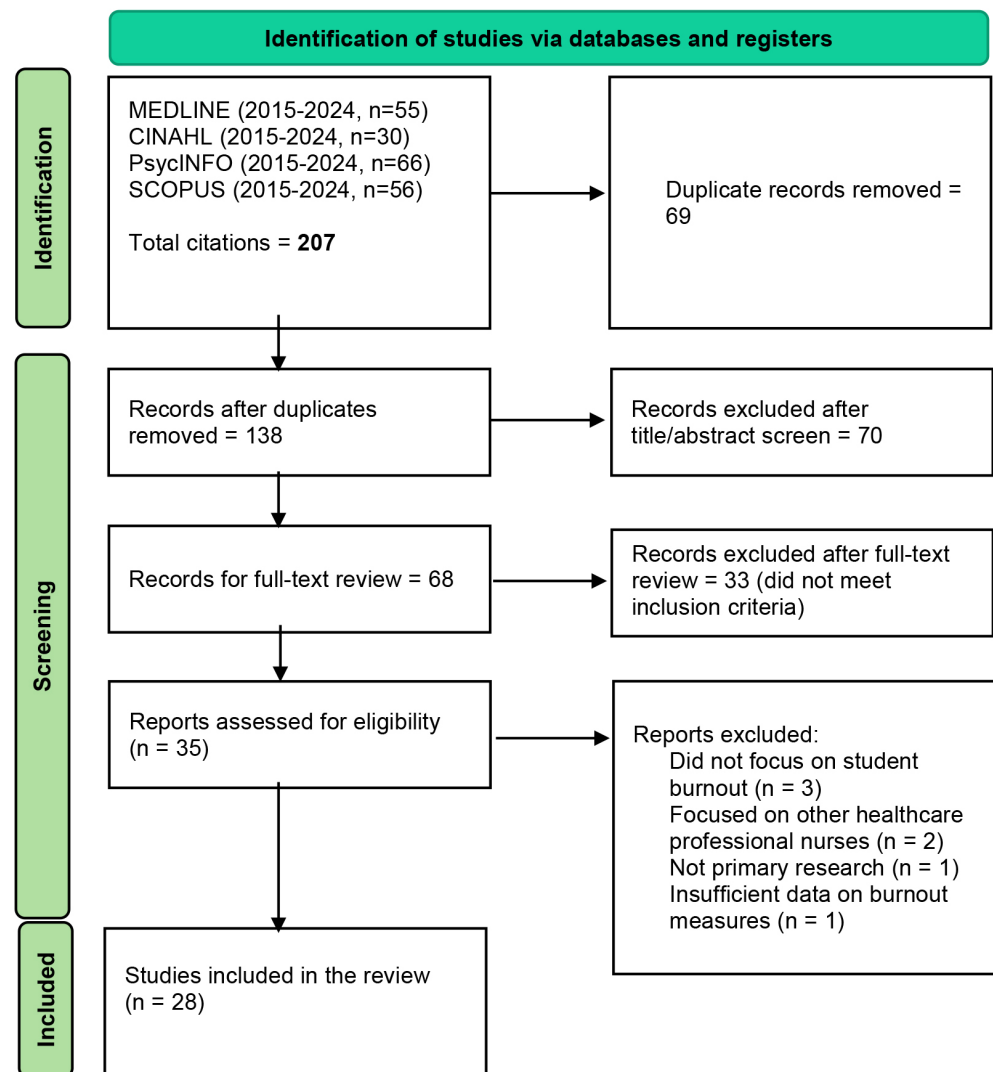 Identification of studies via databases and registers
Identification
MEDLINE (2015-2024, n=55)
CINAHL (2015-2024, n=30)
PsycINFO (2015-2024, n=66)
SCOPUS (2015-2024, n=56)
Total citations = 207
Duplicate records removed =
69
Screening
Records after duplicates
removed = 138
Records excluded after
title/abstract screen = 70
Records for full-text review = 68
Records excluded after full-text
review = 33 (did not meet
inclusion criteria)
Reports assessed for eligibility
(n = 35)
Reports excluded:
Did not focus on student
burnout (n = 3)
Focused on other healthcare
professional nurses (n = 2)
Not primary research (n = 1)
Insufficient data on burnout
measures (n = 1)
Included
Studies included in the review
(n = 28)